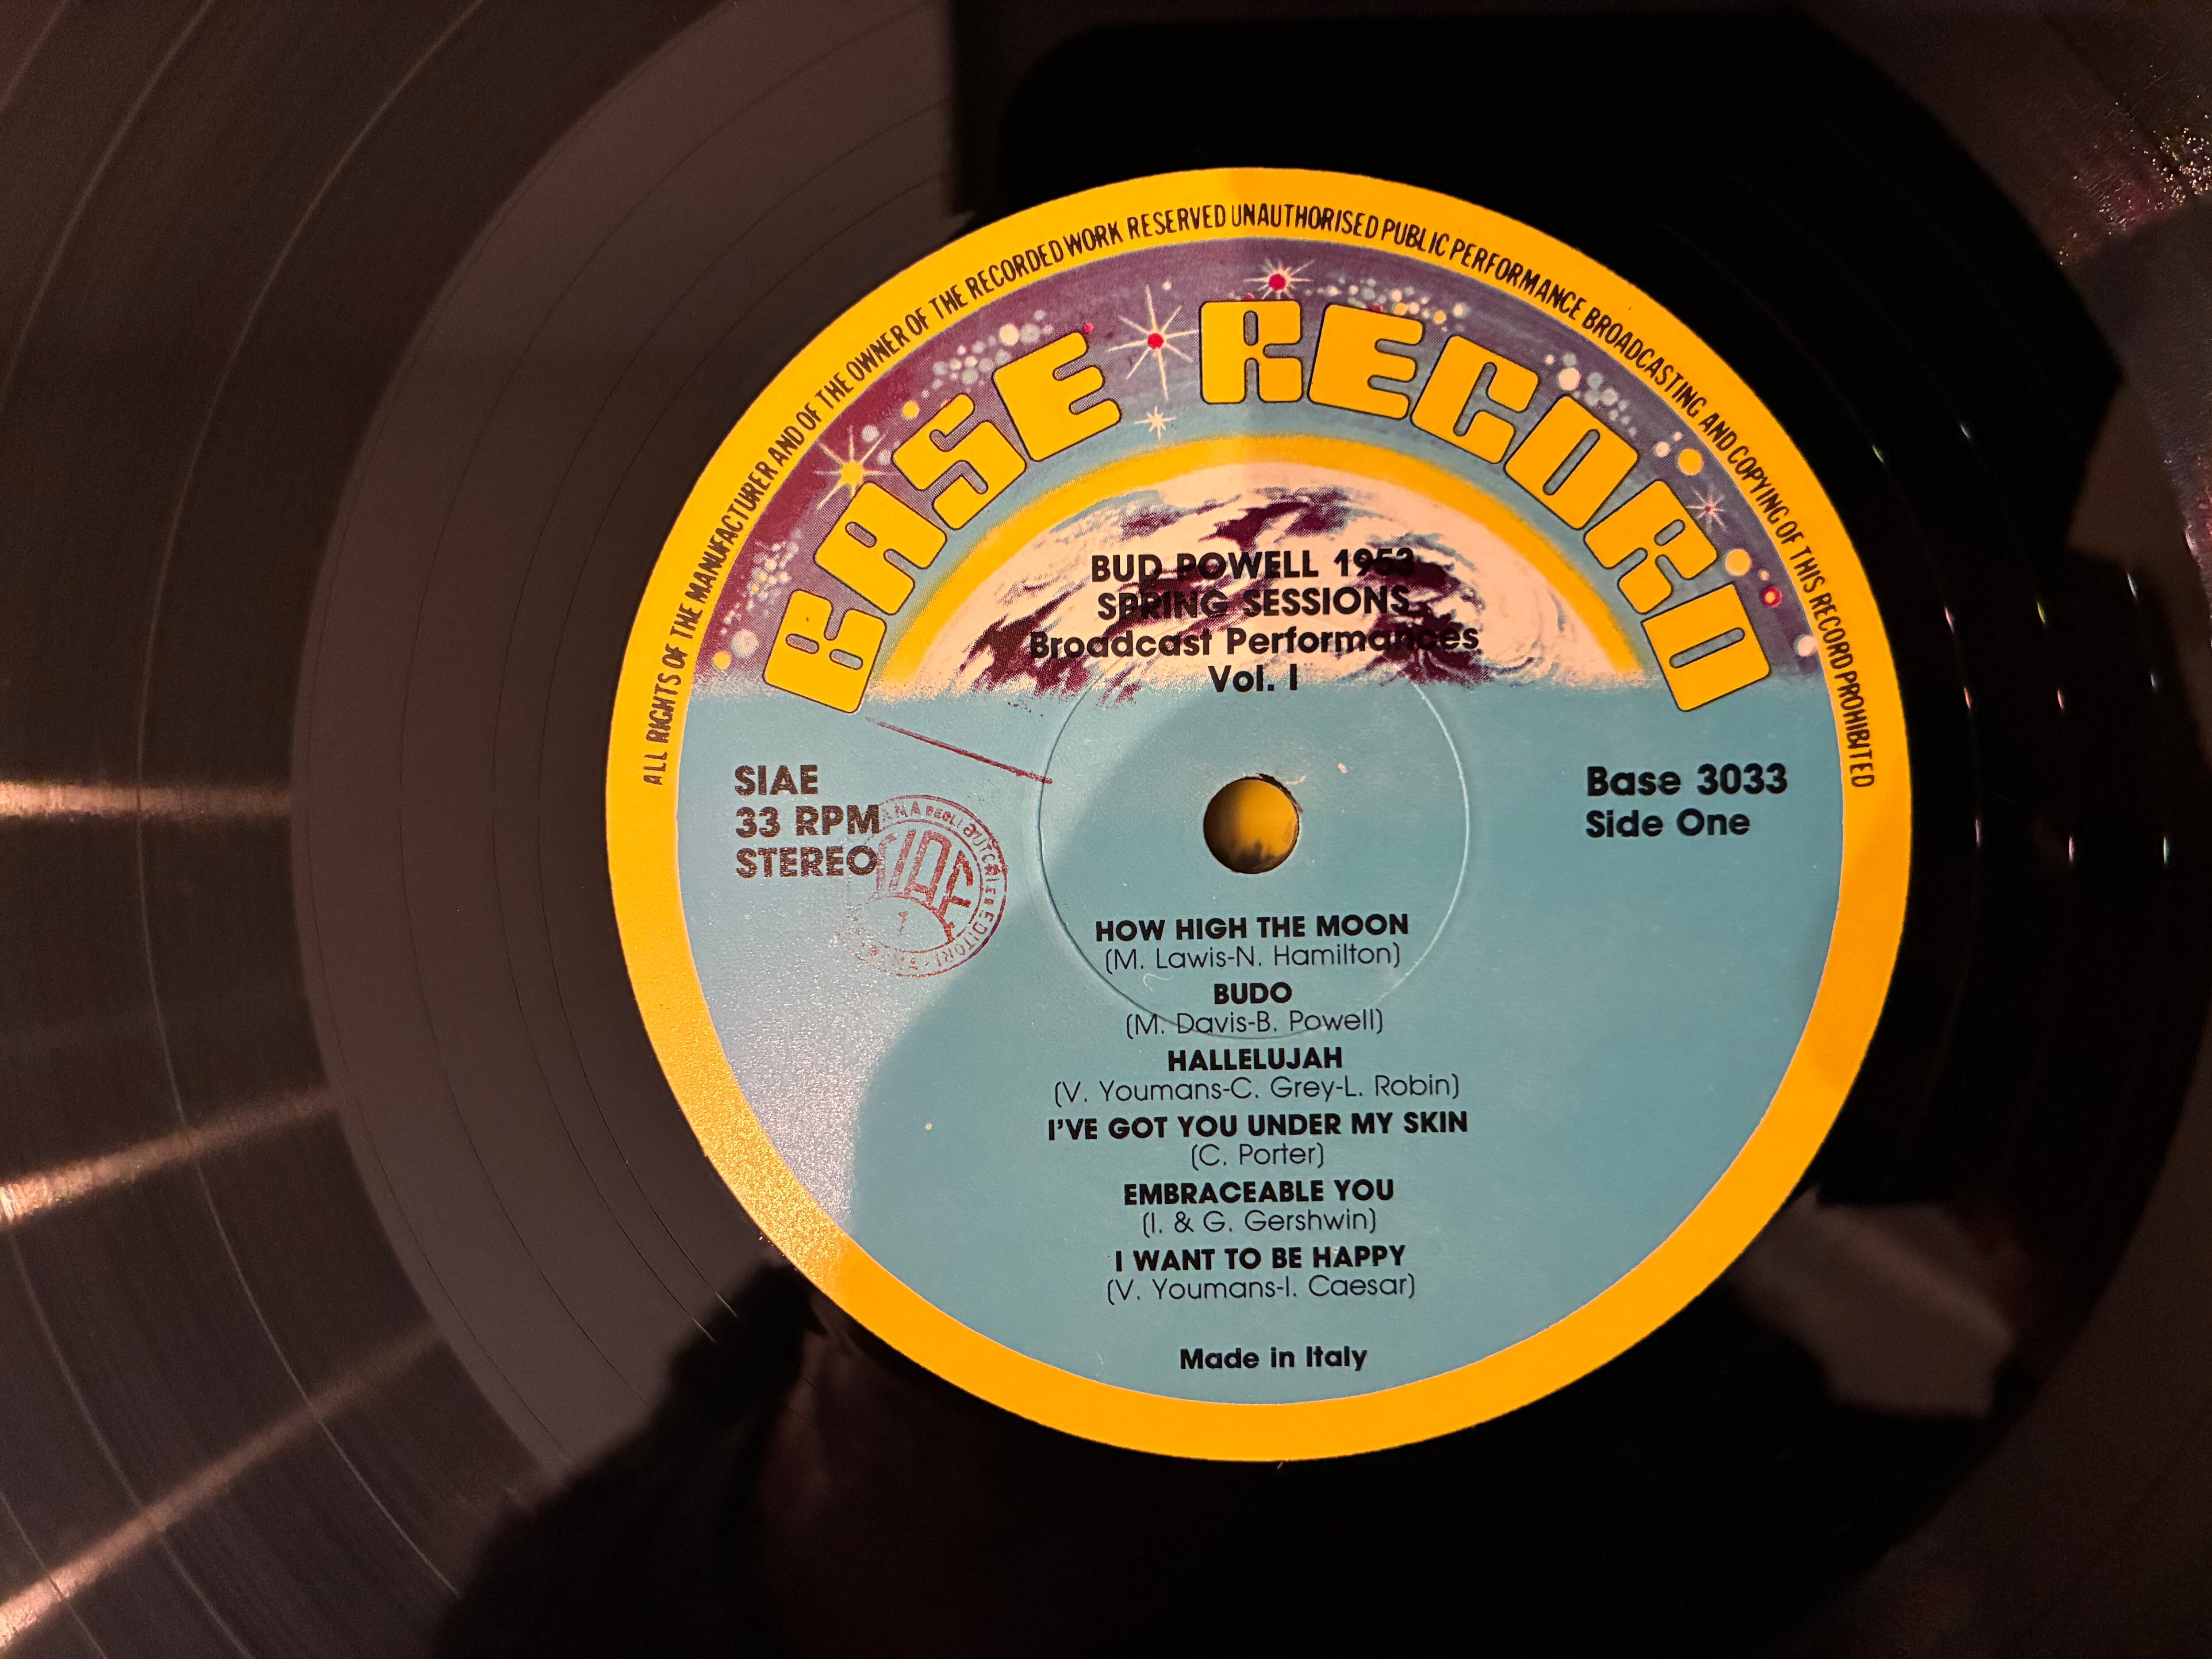 ALL RIGHTS OF THE MANUFACTURER AND OF THE OWNER OF THE RECORDED WORK RESERVED UNAUTHORISED PUBLIC PERFORMANCE BROADCASTING AND COPYING OF THIS RECORD PROHIBITED
BASE RECORD
BUD POWELL 1953
SPRING SESSIONS
Broadcast Performances
Vol. I
SIAE
33 RPM
STEREO
SIAE
Base 3033
Side One
HOW HIGH THE MOON
(M. Lawis-N. Hamilton)
BUDO
(M. Davis-B. Powell)
HALLELUJAH
(V. Youmans-C. Grey-L. Robin)
I'VE GOT YOU UNDER MY SKIN
(C. Porter)
EMBRACEABLE YOU
(I. & G. Gershwin)
I WANT TO BE HAPPY
(V. Youmans-I. Caesar)
Made in Italy